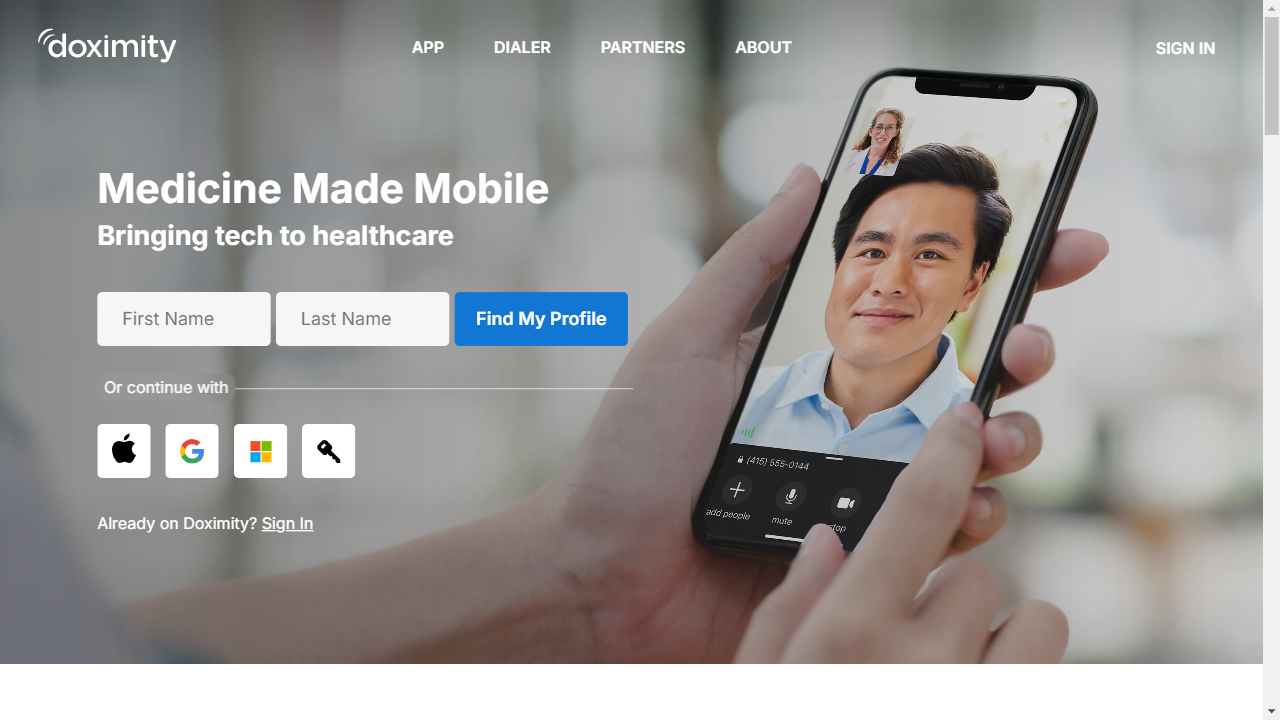 doximity
APP DIALER PARTNERS ABOUT
SIGN IN
Medicine Made Mobile
Bringing tech to healthcare
First Name Last Name Find My Profile
Or continue with
Already on Doximity? Sign In
(415) 555-0144
add people mute stop